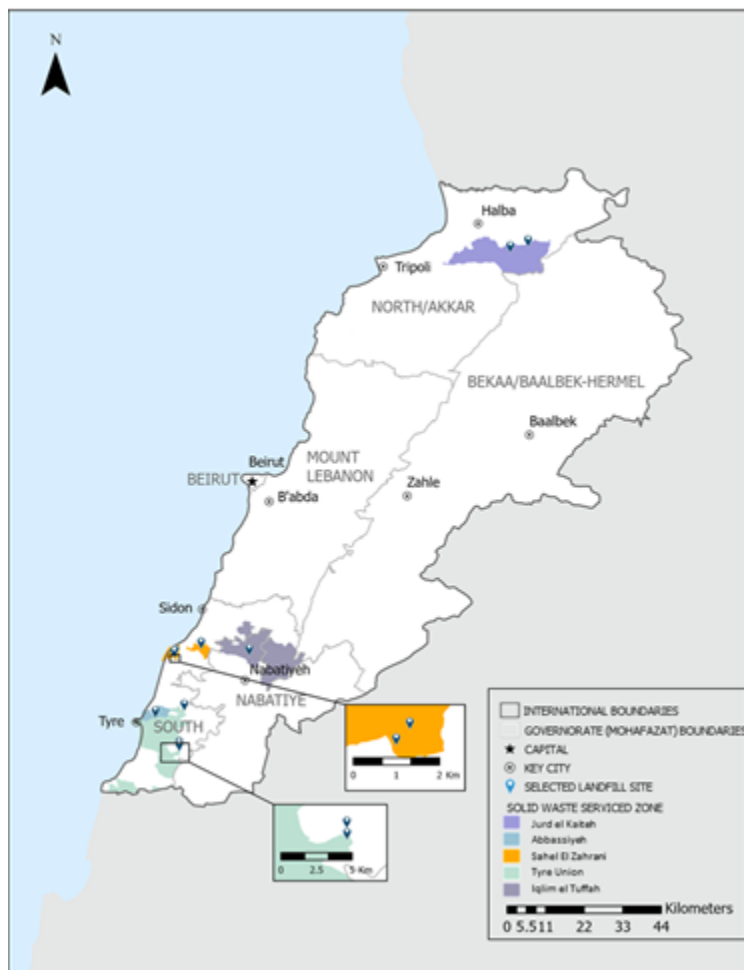 N
Halba
Tripoli
NORTH/AKKAR
BEKAA/BAALBEK-HERMEL
Baalbek
MOUNT
LEBANON
Beirut
BEIRUT
B'abda
Zahle
Sidon
Nabatiyeh
NABATIYE
Tyre
SOUTH
0 1 2 Km
0 2.5 5 Km
INTERNATIONAL BOUNDARIES
GOVERNORATE (MOHAFAZAT) BOUNDARIES
CAPITAL
KEY CITY
SELECTED LANDFILL SITE
SOLID WASTE SERVICED ZONE
Jurd el Kaiteh
Abbassiyeh
Sahel El Zahrani
Tyre Union
Iqlim el Tuffah
Kilometers
0 5.5 11 22 33 44